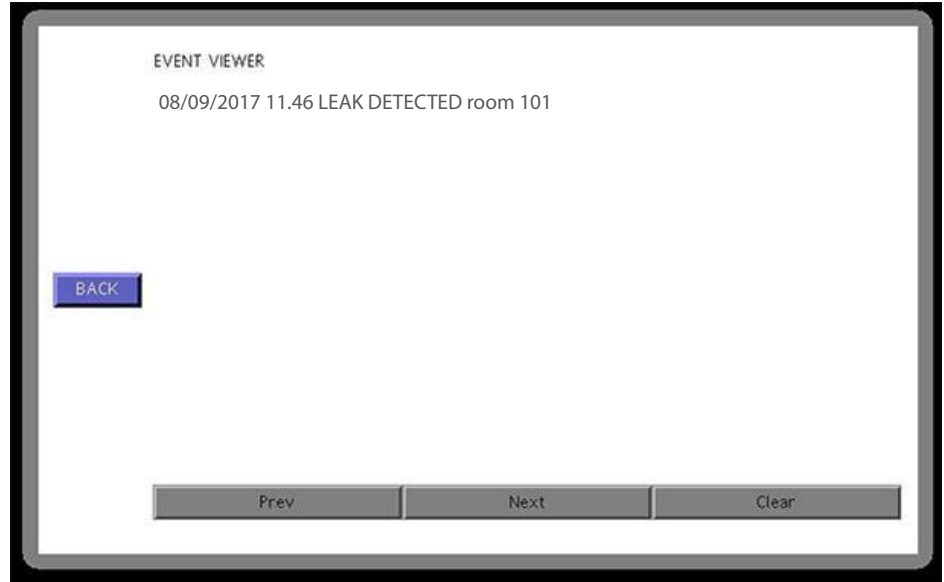 EVENT VIEWER
08/09/2017 11.46 LEAK DETECTED room 101
BACK
Prev Next Clear